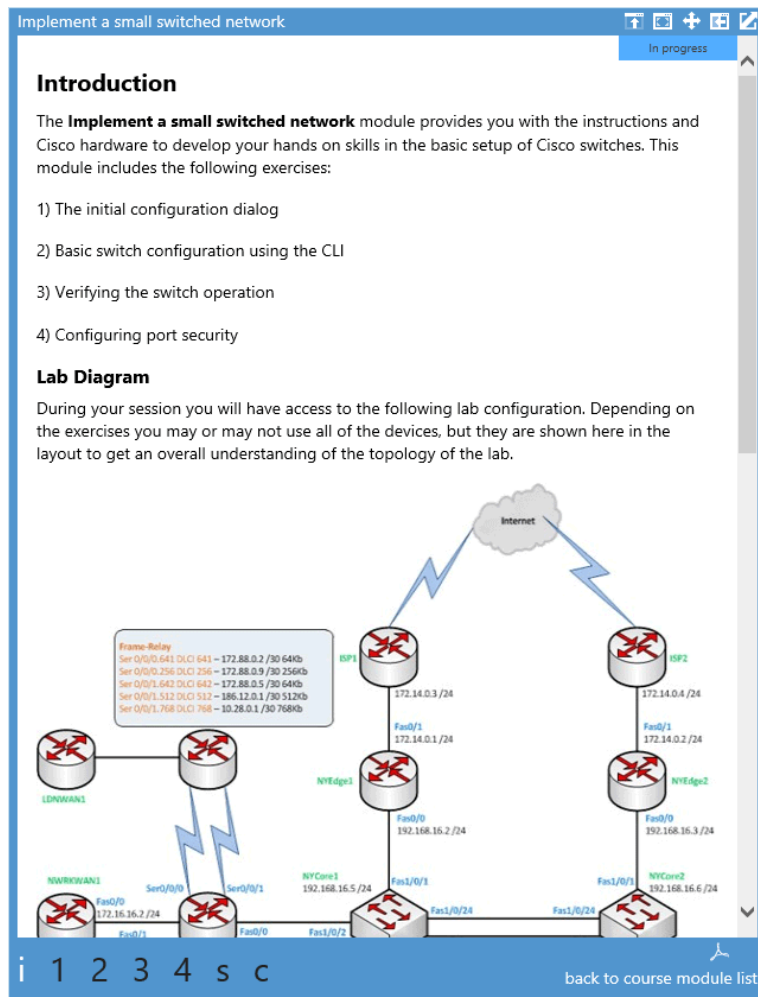 Implement a small switched network
In progress
Introduction
The Implement a small switched network module provides you with the instructions and
Cisco hardware to develop your hands on skills in the basic setup of Cisco switches. This
module includes the following exercises:
1) The initial configuration dialog
2) Basic switch configuration using the CLI
3) Verifying the switch operation
4) Configuring port security
Lab Diagram
During your session you will have access to the following lab configuration. Depending on
the exercises you may or may not use all of the devices, but they are shown here in the
layout to get an overall understanding of the topology of the lab.
Internet
Frame-Relay
Ser 0/0/0.641 DLCI 641 – 172.88.0.2 /30 64Kb
Ser 0/0/0.256 DLCI 256 – 172.88.0.9 /30 256Kb
Ser 0/0/1.642 DLCI 642 – 172.88.0.5 /30 64Kb
Ser 0/0/1.512 DLCI 512 – 186.12.0.1 /30 512Kb
Ser 0/0/1.768 DLCI 768 – 10.28.0.1 /30 768Kb
ISP1
ISP2
172.14.0.3 /24
172.14.0.4 /24
Fas0/1
172.14.0.1 /24
Fas0/1
172.14.0.2 /24
LDNWAN1
NYEdge1
NYEdge2
Fas0/0
192.168.16.2 /24
Fas0/0
192.168.16.3 /24
NWRKWAN1
Ser0/0/0
Ser0/0/1
NYCore1
192.168.16.5 /24
Fas1/0/1
Fas1/0/1
NYCore2
192.168.16.6 /24
Fas0/0
172.16.16.2 /24
Fas1/0/24
Fas1/0/24
Fas0/1
Fas0/0
Fas1/0/2
i 1 2 3 4 s c
back to course module list